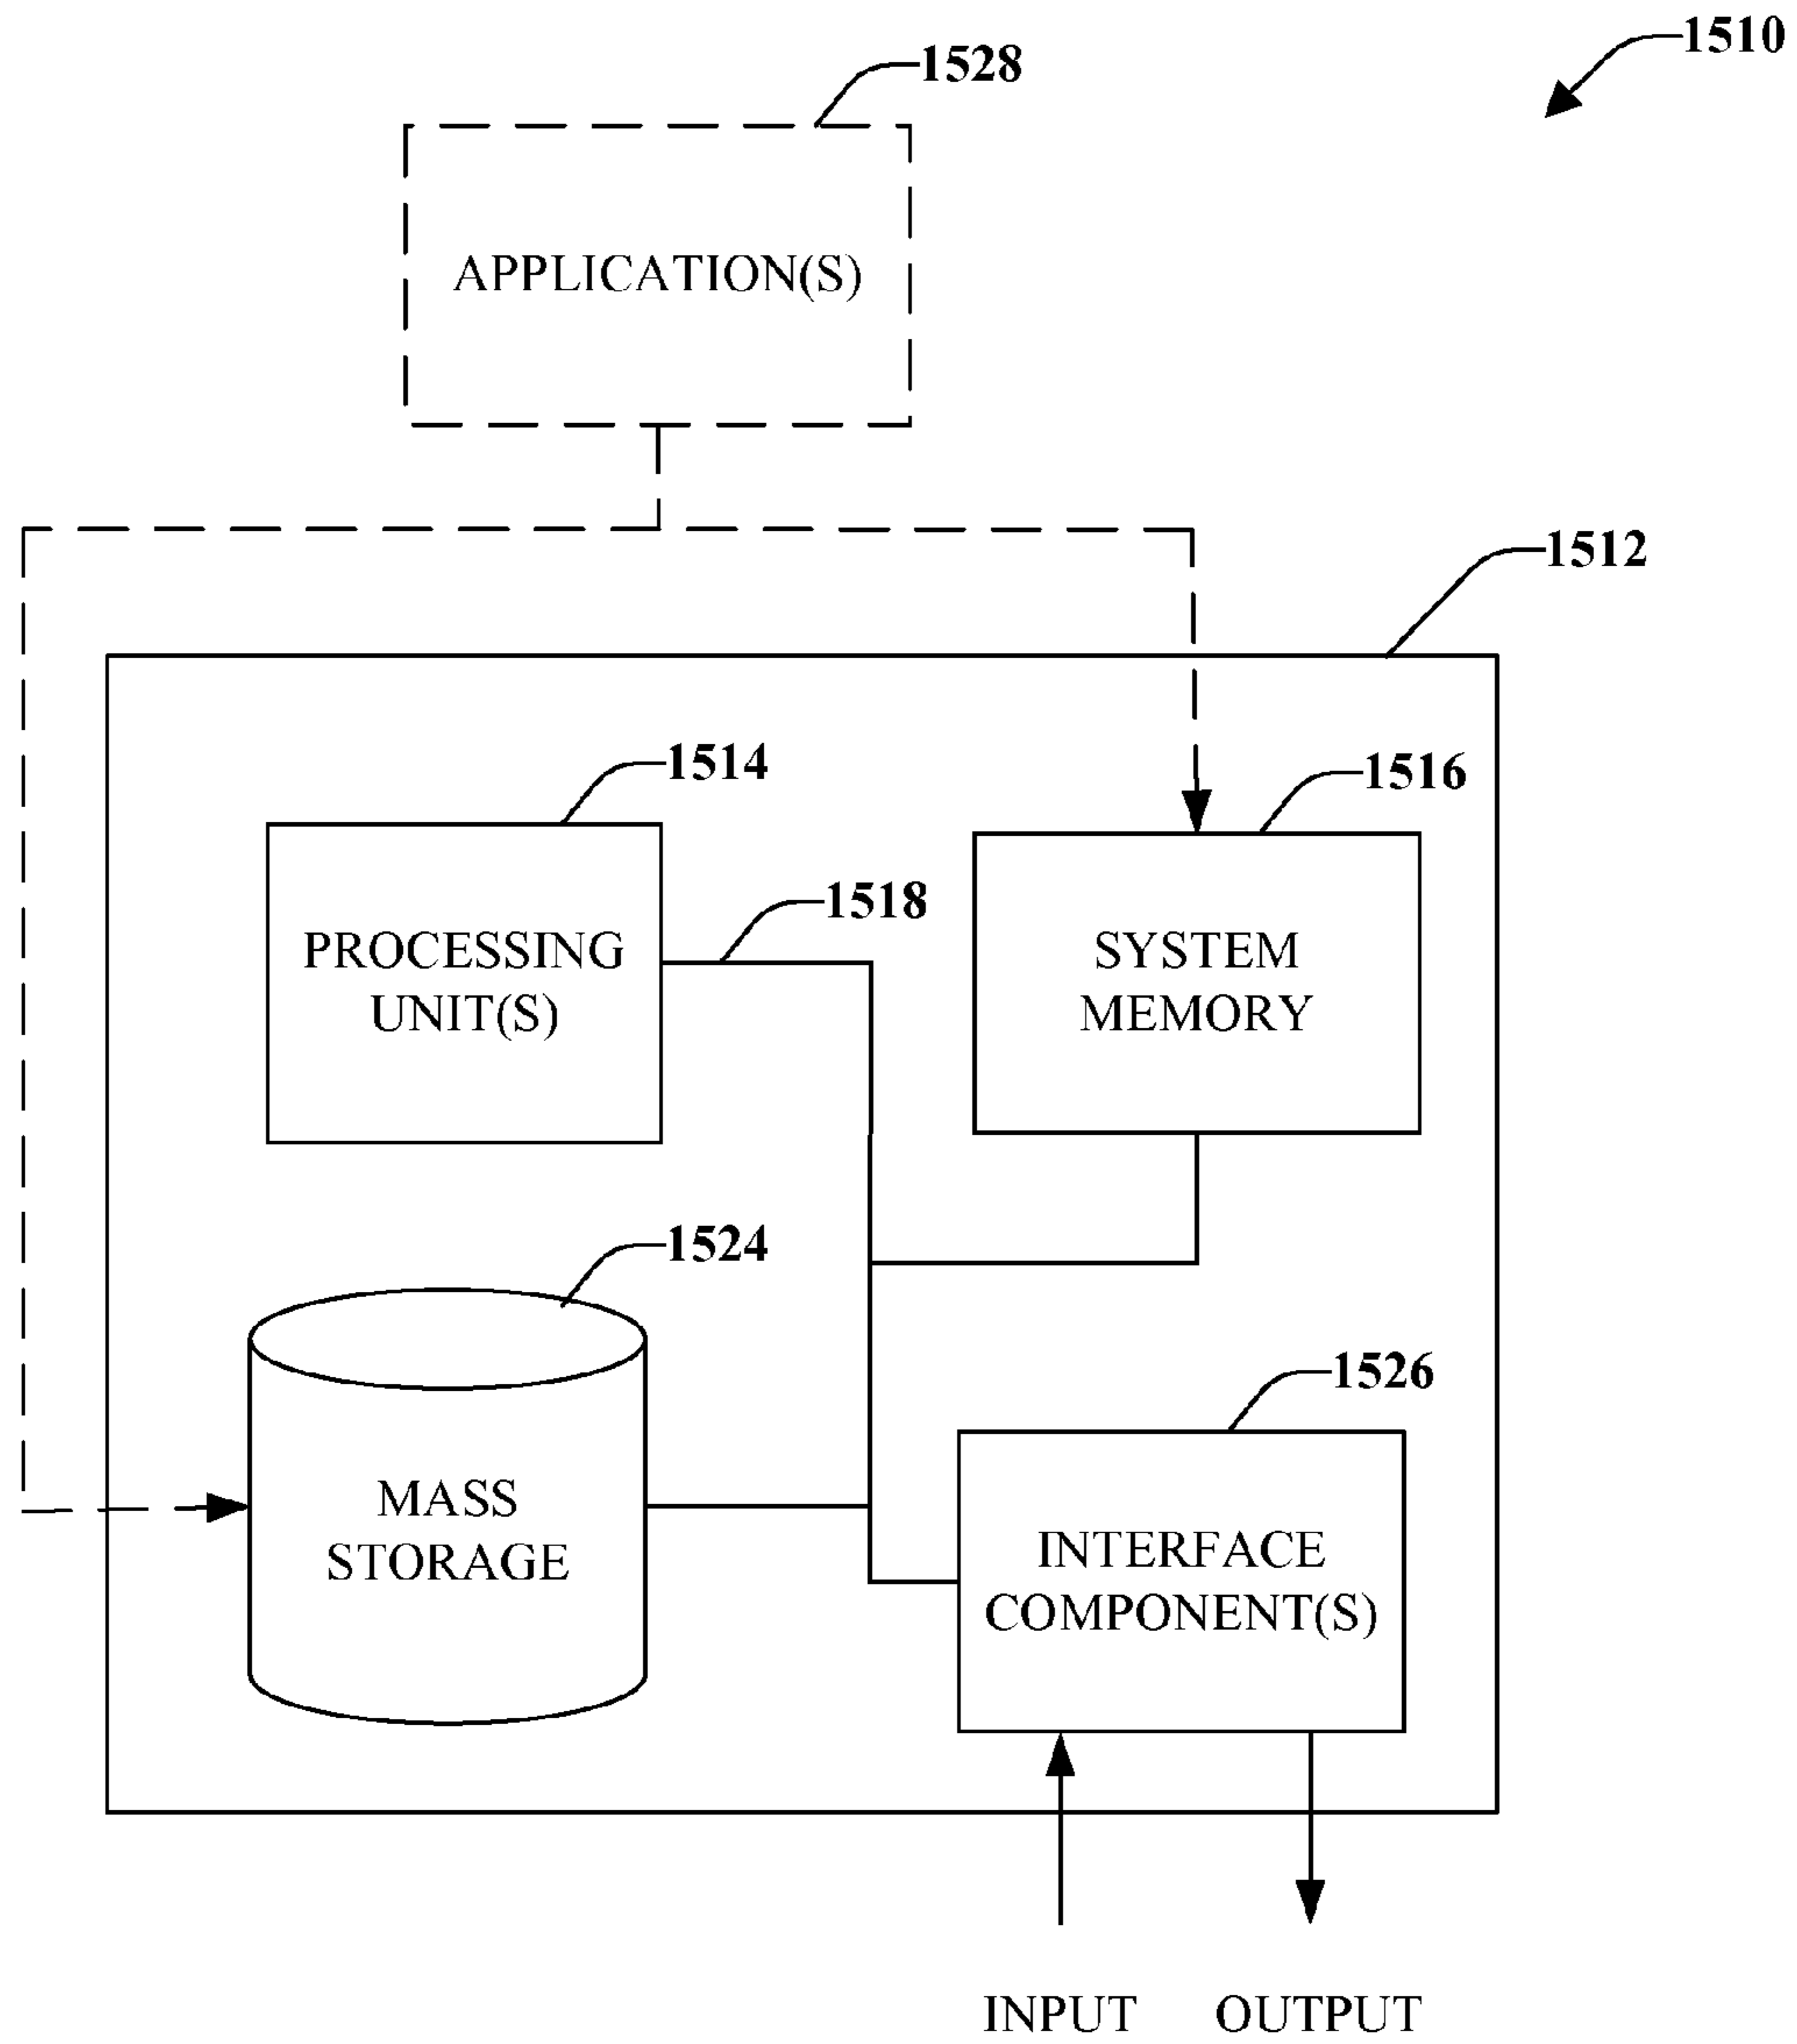 1510
1528
APPLICATION(S)
1512
1514
1516
1518
PROCESSING
UNIT(S)
SYSTEM
MEMORY
1524
1526
MASS
STORAGE
INTERFACE
COMPONENT(S)
INPUT
OUTPUT